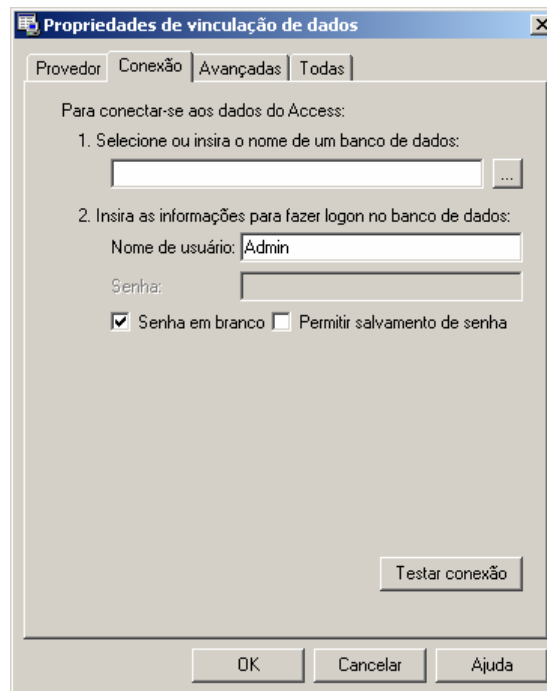 Propriedades de vinculação de dados
Provedor Conexão Avançadas Todas
Para conectar-se aos dados do Access:
1. Selecione ou insira o nome de um banco de dados:
...
2. Insira as informações para fazer logon no banco de dados:
Nome de usuário: Admin
Senha:
Senha em branco Permitir salvamento de senha
Testar conexão
OK Cancelar Ajuda